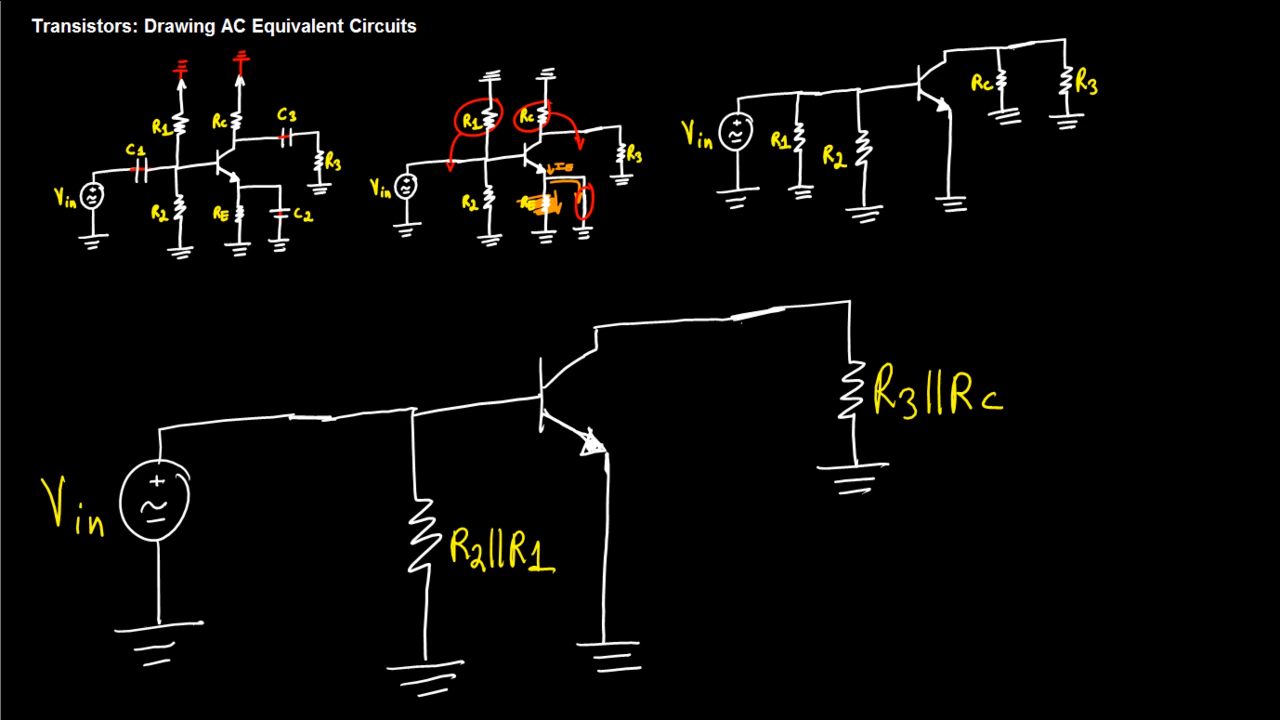 Transistors: Drawing AC Equivalent Circuits
R1
Rc
C3
C1
R3
Vin
R2
RE
C2
R1
Rc
R3
Vin
R2
RE
Rc
R3
Vin
R1
R2
R3||Rc
Vin
R2||R1